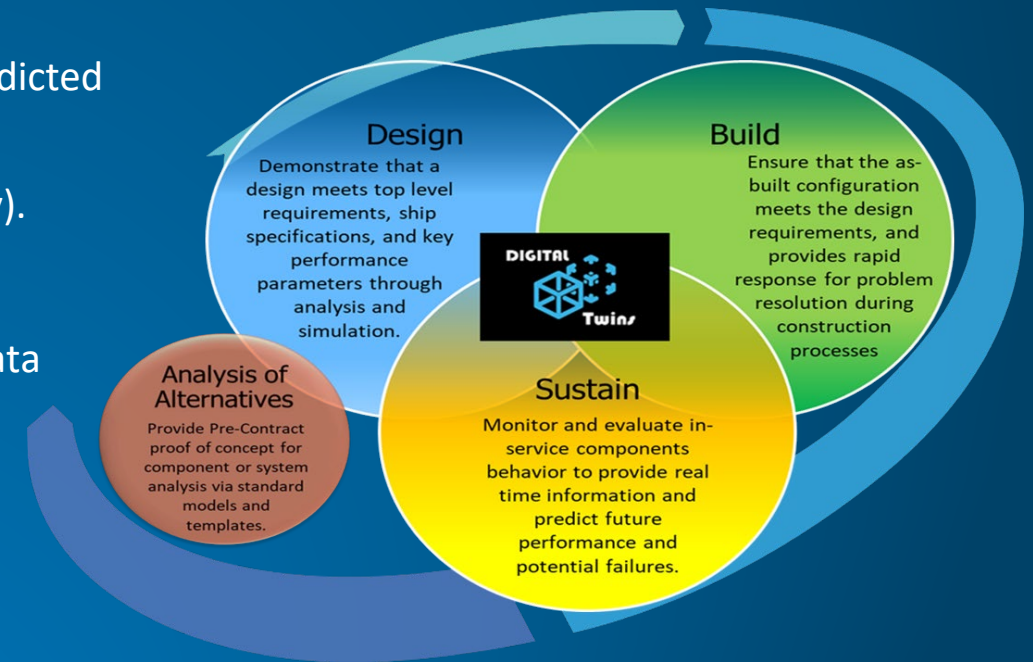 Design
Demonstrate that a
design meets top level
requirements, ship
specifications, and key
performance
parameters through
analysis and
simulation.
Build
Ensure that the as-
built configuration
meets the design
requirements, and
provides rapid
response for problem
resolution during
construction
processes
DIGITAL
Twins
Analysis of
Alternatives
Provide Pre-Contract
proof of concept for
component or system
analysis via standard
models and
templates.
Sustain
Monitor and evaluate in-
service components
behavior to provide real
time information and
predict future
performance and
potential failures.